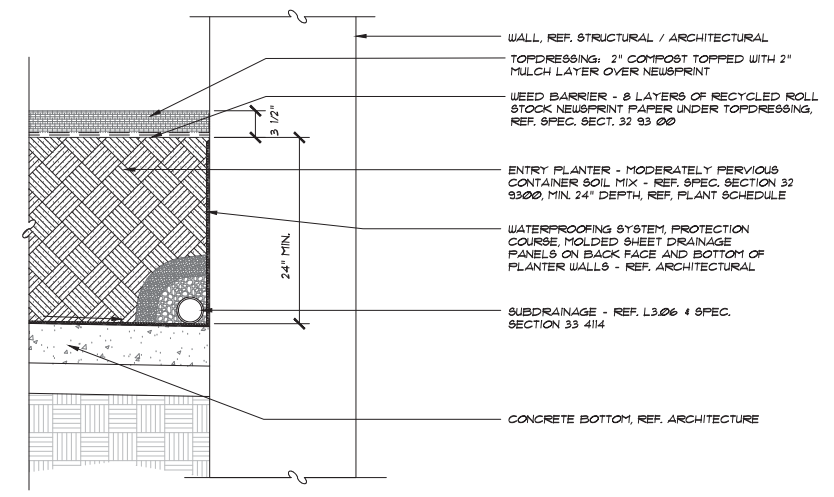 WALL, REF. STRUCTURAL / ARCHITECTURAL
TOPDRESSING: 2" COMPOST TOPPED WITH 2"
MULCH LAYER OVER NEWSPRINT
WEED BARRIER - 8 LAYERS OF RECYCLED ROLL
STOCK NEWSPRINT PAPER UNDER TOPDRESSING,
REF. SPEC. SECT. 32 93 00
3 1/2"
ENTRY PLANTER - MODERATELY PERVIOUS
CONTAINER SOIL MIX - REF. SPEC. SECTION 32
9300, MIN. 24" DEPTH, REF, PLANT SCHEDULE
WATERPROOFING SYSTEM, PROTECTION
COURSE, MOLDED SHEET DRAINAGE
PANELS ON BACK FACE AND BOTTOM OF
PLANTER WALLS - REF. ARCHITECTURAL
24" MIN.
SUBDRAINAGE - REF. L3.06 & SPEC.
SECTION 33 4114
CONCRETE BOTTOM, REF. ARCHITECTURE